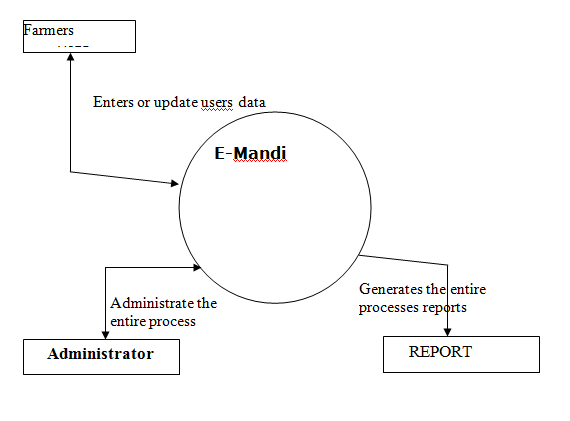 Farmers
Enters or update users data
E-Mandi
Generates the entire
processes reports
Administrate the
entire process
Administrator
REPORT